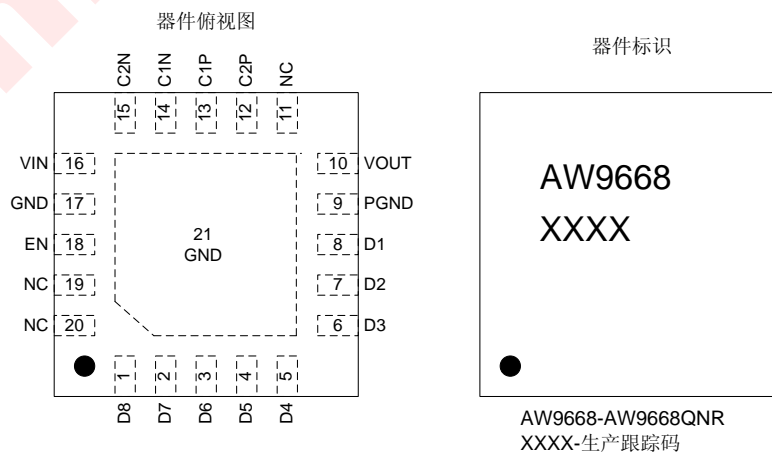 器件俯视图
器件标识
C2N
C1N
C1P
C2P
NC
15
14
13
12
11
VIN 16
10 VOUT
GND 17
9 PGND
EN 18
8 D1
NC 19
7 D2
NC 20
6 D3
21
GND
1
2
3
4
5
D8
D7
D6
D5
D4
AW9668
XXXX
AW9668-AW9668QNR
XXXX-生产跟踪码